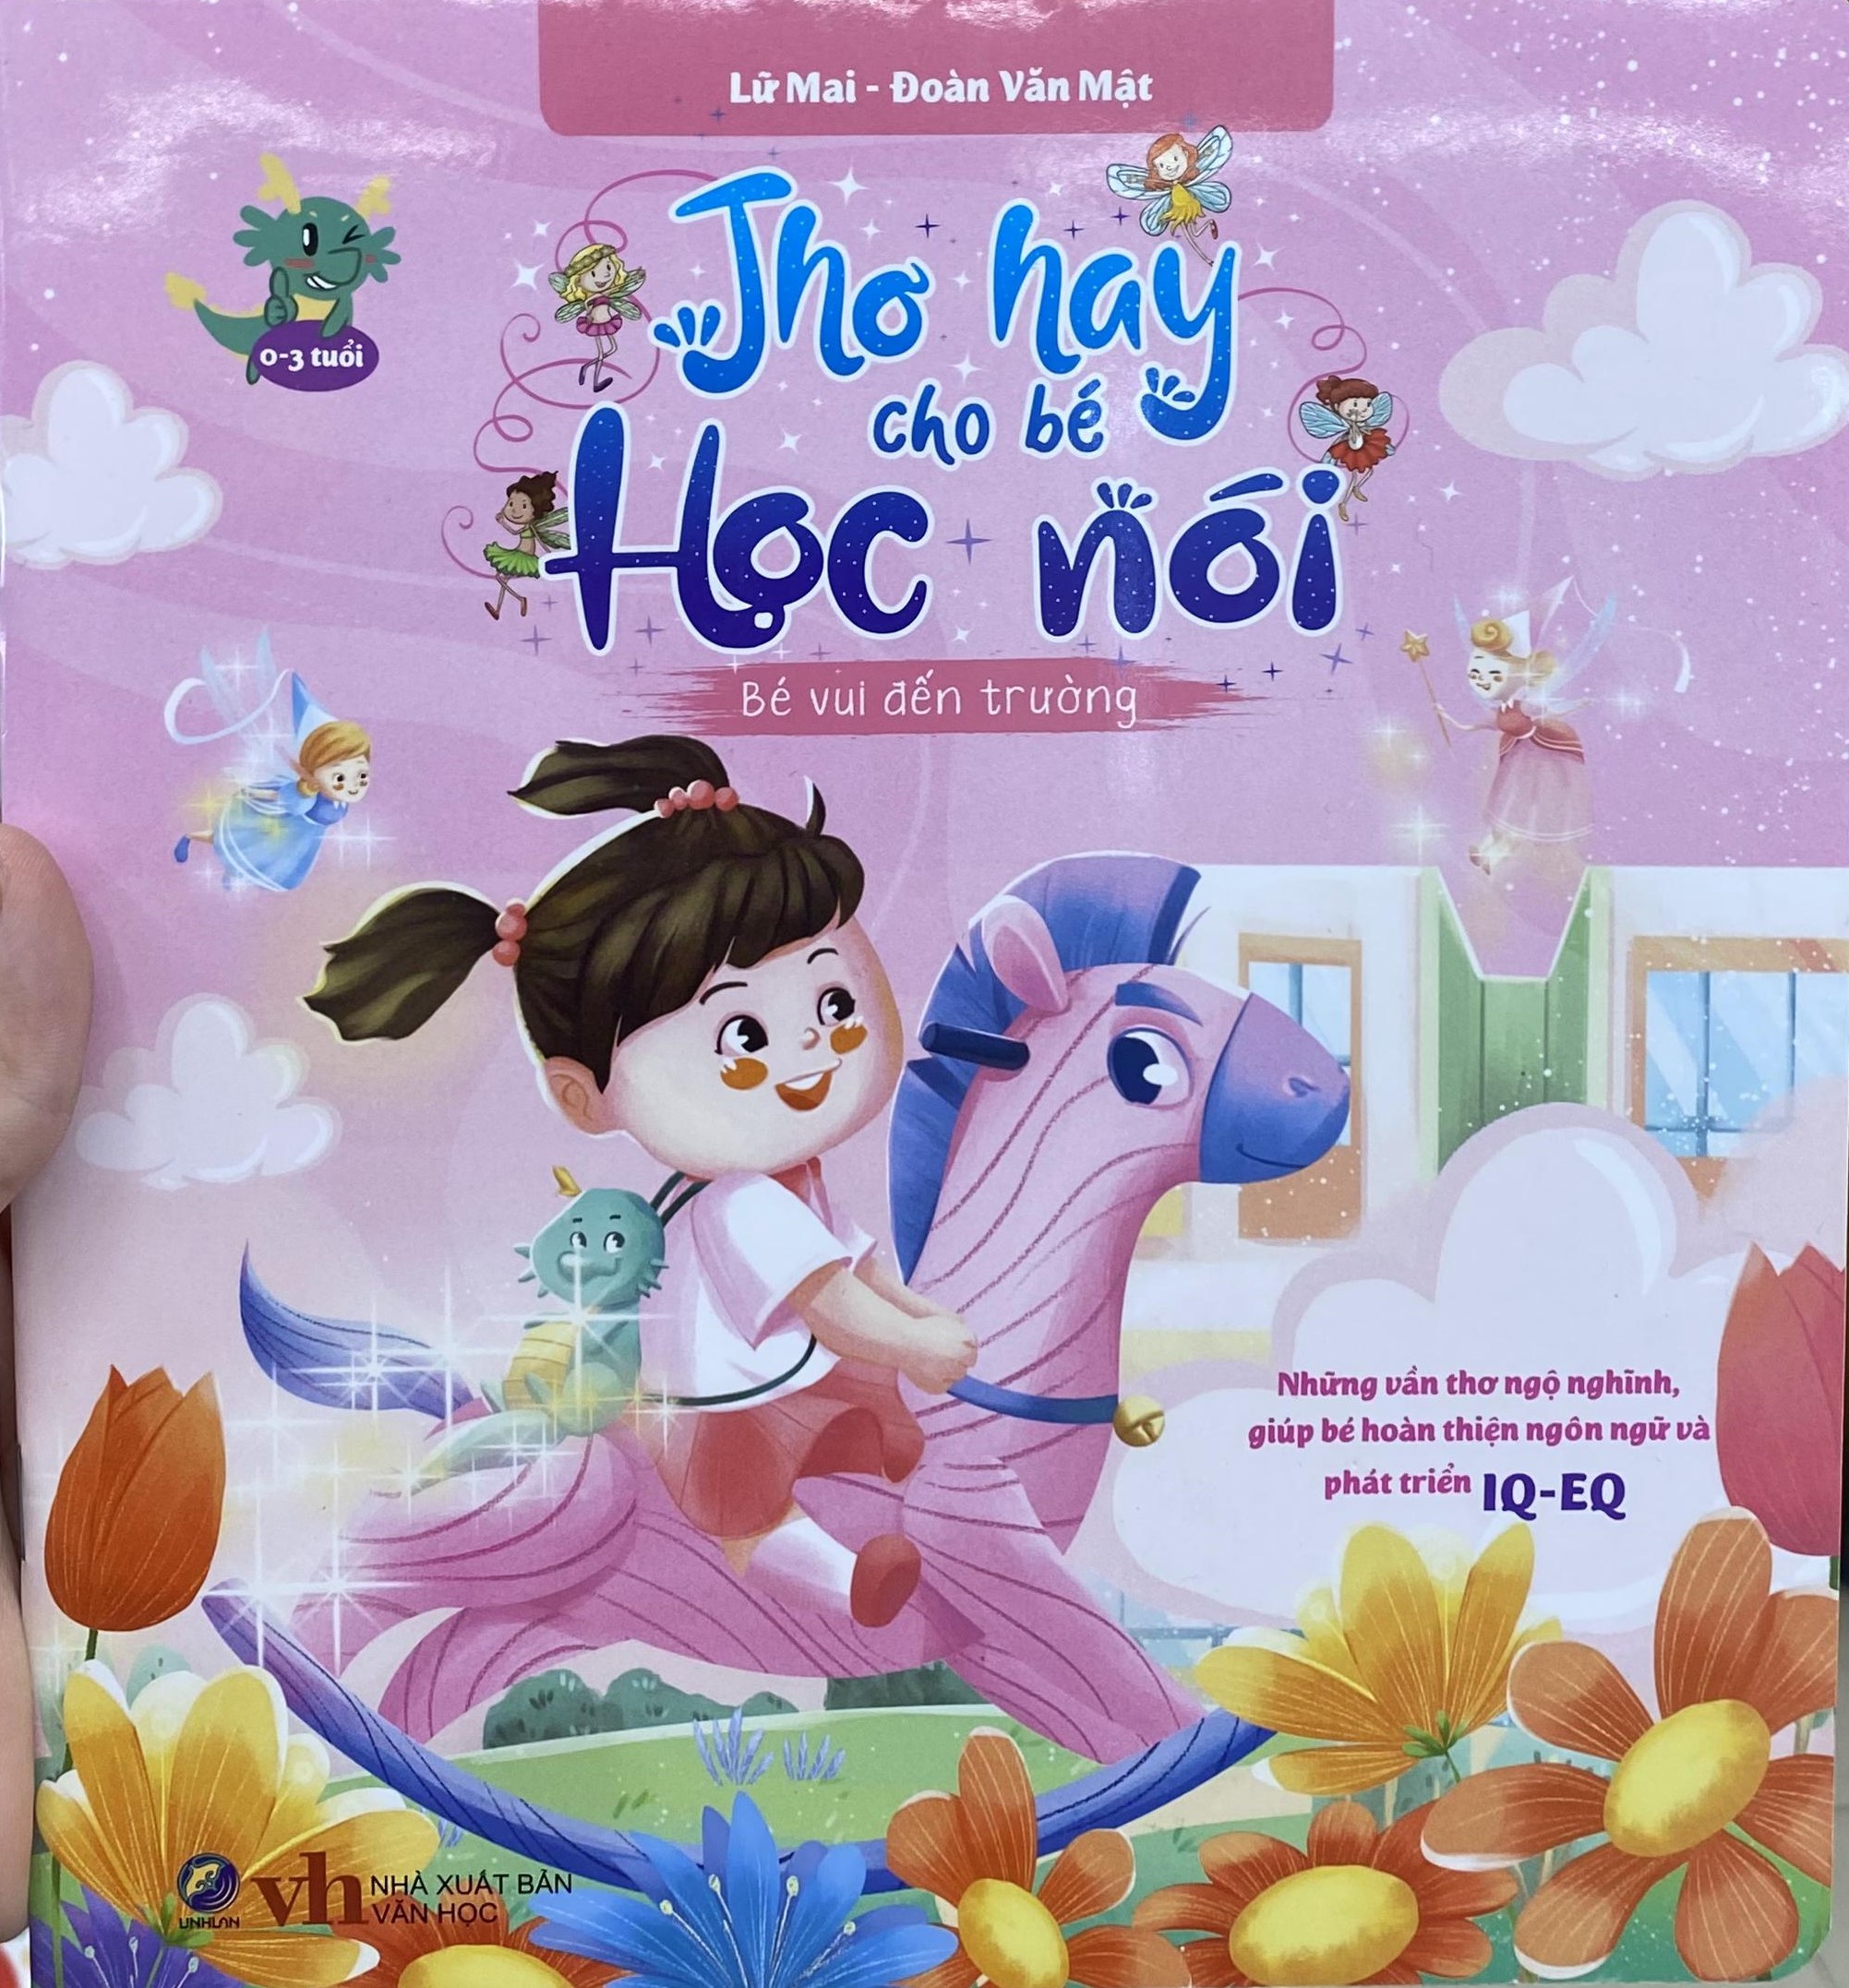 Lữ Mai - Đoàn Văn Mật
0-3 tuổi
Thơ hay
cho bé
Học nói
Bé vui đến trường
Những vần thơ ngộ nghĩnh,
giúp bé hoàn thiện ngôn ngữ và
phát triển IQ-EQ
LINHLAN
vh
NHÀ XUẤT BẢN
VĂN HỌC